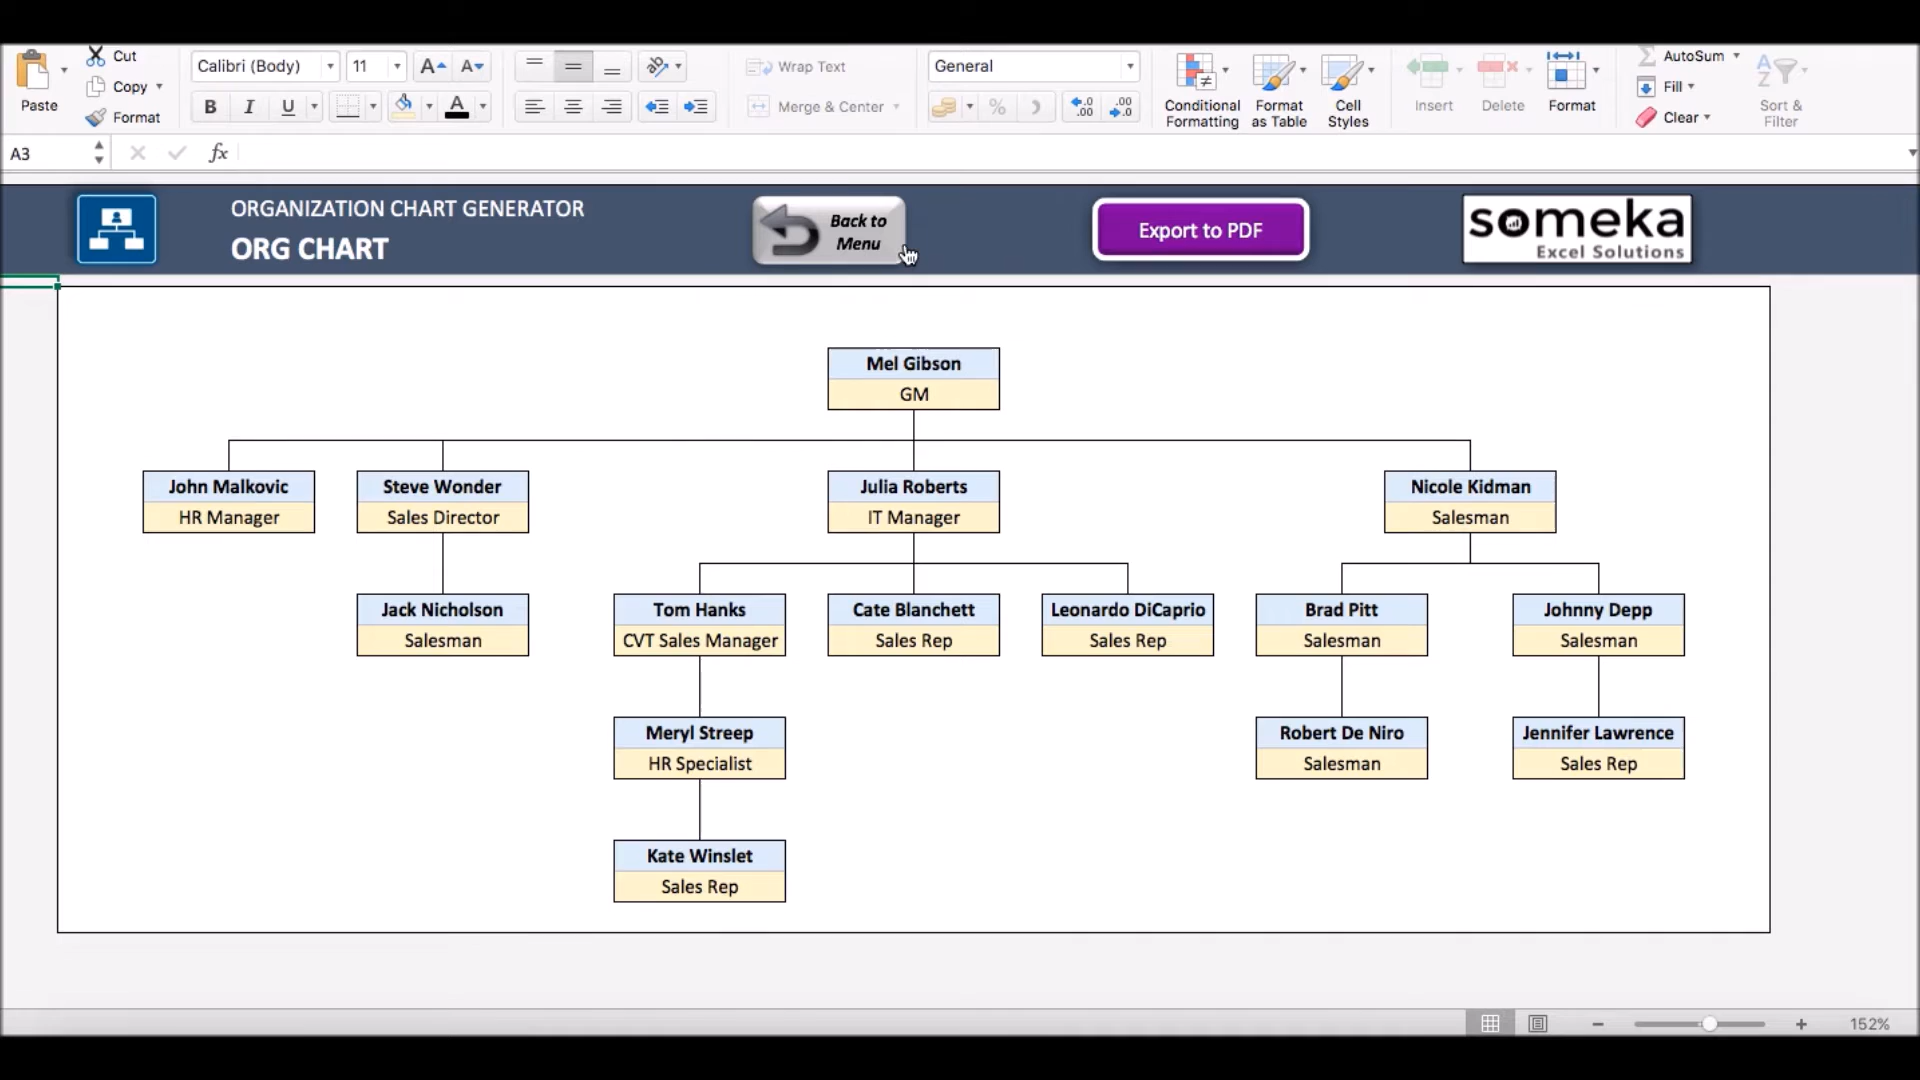 Cut
Calibri (Body)
11
A
A
Wrap Text
General
AutoSum
Copy
Fill
Paste
Format
B
I
U
A
Merge & Center
%
Conditional
Formatting
Format
as Table
Cell
Styles
Insert
Delete
Format
Clear
Sort &
Filter
A3
fx
ORGANIZATION CHART GENERATOR
ORG CHART
Back to
Menu
Export to PDF
someka
Excel Solutions
Mel Gibson
GM
John Malkovic
HR Manager
Steve Wonder
Sales Director
Julia Roberts
IT Manager
Nicole Kidman
Salesman
Jack Nicholson
Salesman
Tom Hanks
CVT Sales Manager
Cate Blanchett
Sales Rep
Leonardo DiCaprio
Sales Rep
Brad Pitt
Salesman
Johnny Depp
Salesman
Meryl Streep
HR Specialist
Robert De Niro
Salesman
Jennifer Lawrence
Sales Rep
Kate Winslet
Sales Rep
152%